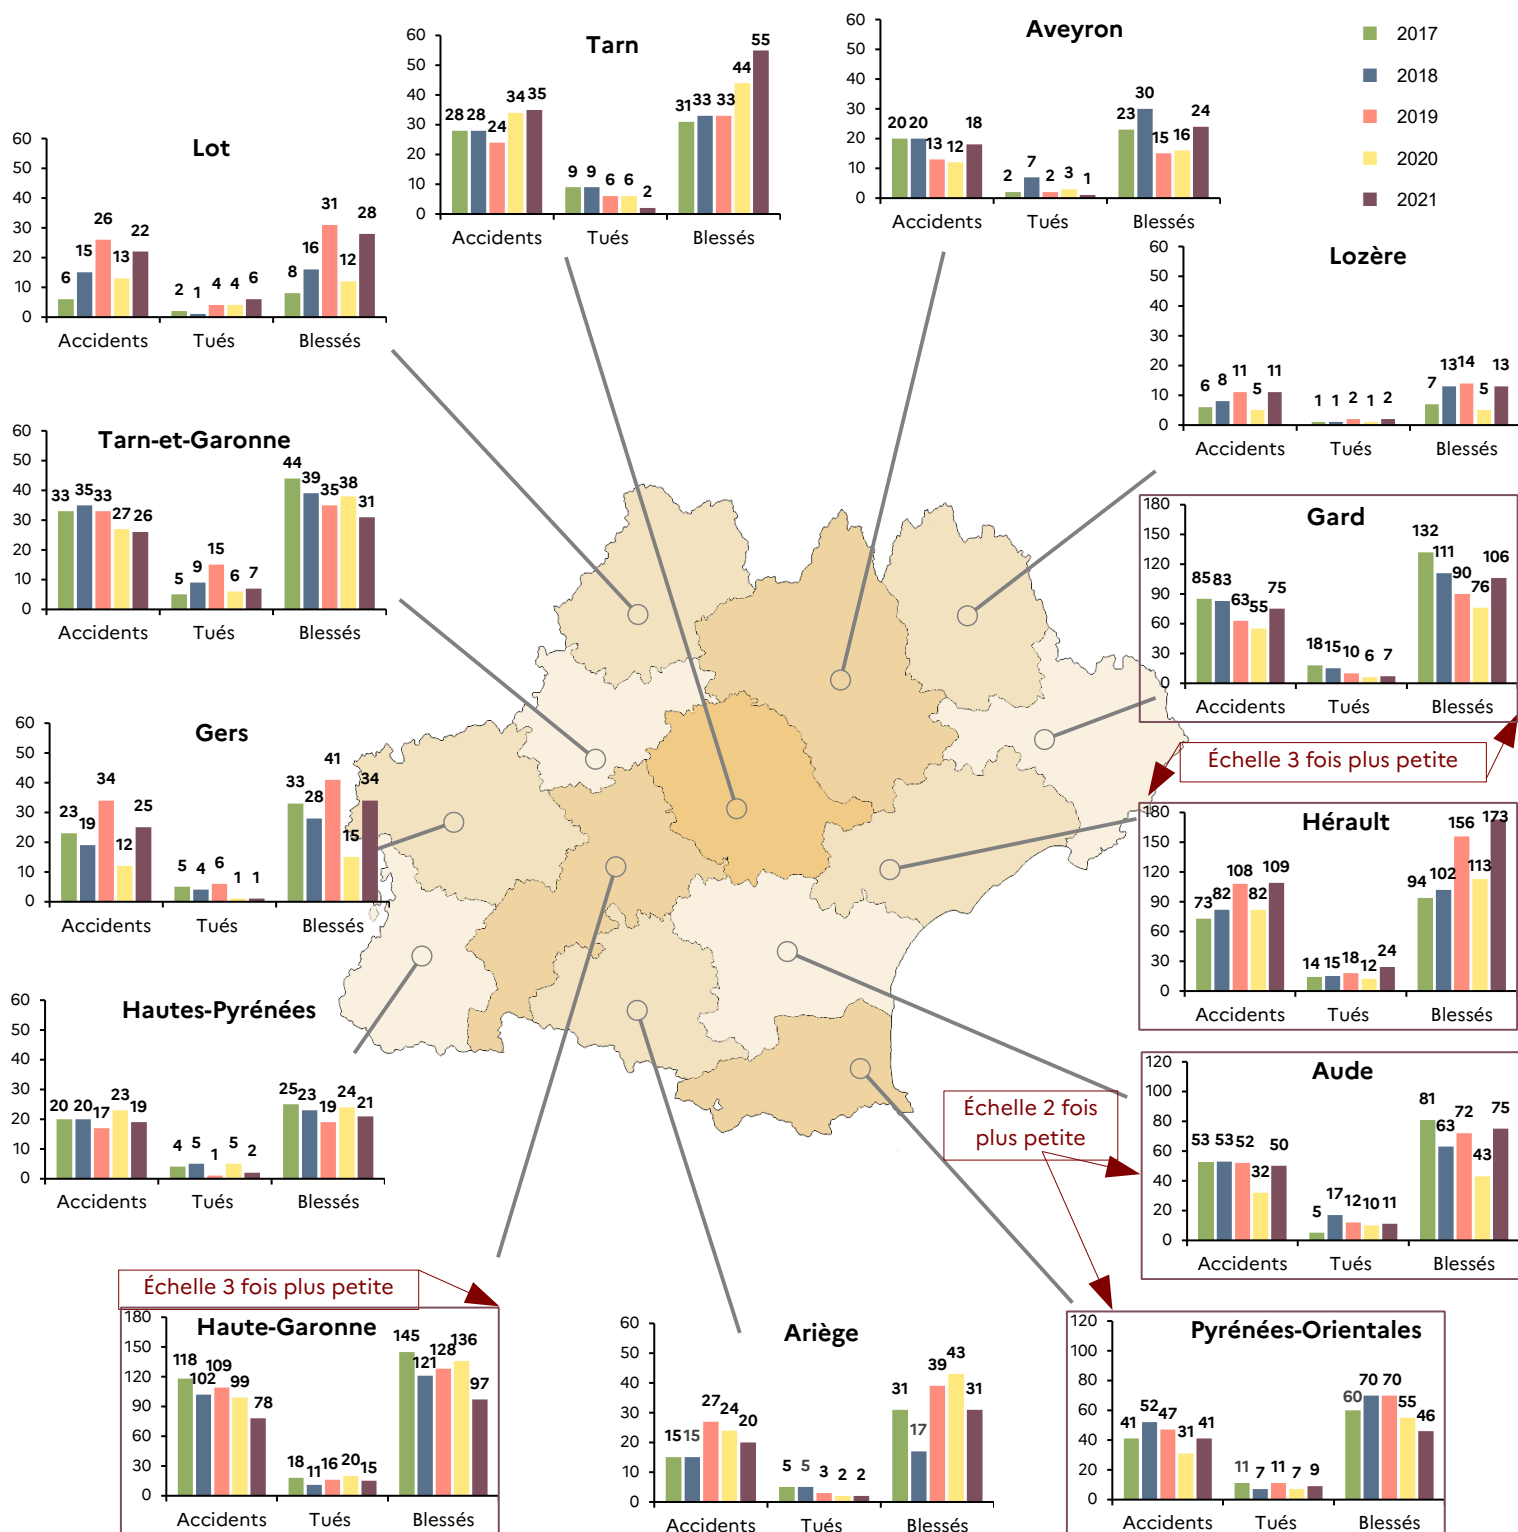 Tarn
60
50
40
30
20
10
0
28 28 24 34 35
9 9 6 6 2
31 33 33 44 55
Accidents Tués Blessés
Aveyron
60
50
40
30
20
10
0
20 20 13 12 18
2 7 2 3 1
23 30 15 16 24
Accidents Tués Blessés
2017
2018
2019
2020
2021
Lot
60
50
40
30
20
10
0
6 15 26 13 22
2 1 4 4 6
8 16 31 12 28
Accidents Tués Blessés
Lozère
60
50
40
30
20
10
0
6 8 11 5 11
1 1 2 1 2
7 13 14 5 13
Accidents Tués Blessés
Tarn-et-Garonne
60
50
40
30
20
10
0
33 35 33 27 26
5 9 15 6 7
44 39 35 38 31
Accidents Tués Blessés
Gard
180
150
120
90
60
30
0
85 83 63 55 75
18 15 10 6 7
132 111 90 76 106
Accidents Tués Blessés
Échelle 3 fois plus petite
Gers
60
50
40
30
20
10
0
23 19 34 12 25
5 4 6 1 1
33 28 41 15 34
Accidents Tués Blessés
Hérault
180
150
120
90
60
30
0
73 82 108 82 109
14 15 18 12 24
94 102 156 113 173
Accidents Tués Blessés
Hautes-Pyrénées
60
50
40
30
20
10
0
20 20 17 23 19
4 5 1 5 2
25 23 19 24 21
Accidents Tués Blessés
Aude
120
100
80
60
40
20
0
53 53 52 32 50
5 17 12 10 11
81 63 72 43 75
Accidents Tués Blessés
Échelle 2 fois
plus petite
Échelle 3 fois plus petite
Haute-Garonne
180
150
120
90
60
30
0
118 102 109 99 78
18 11 16 20 15
145 121 128 136 97
Accidents Tués Blessés
Ariège
60
50
40
30
20
10
0
15 15 27 24 20
5 5 3 2 2
31 17 39 43 31
Accidents Tués Blessés
Pyrénées-Orientales
120
100
80
60
40
20
0
41 52 47 31 41
11 7 11 7 9
60 70 70 55 46
Accidents Tués Blessés